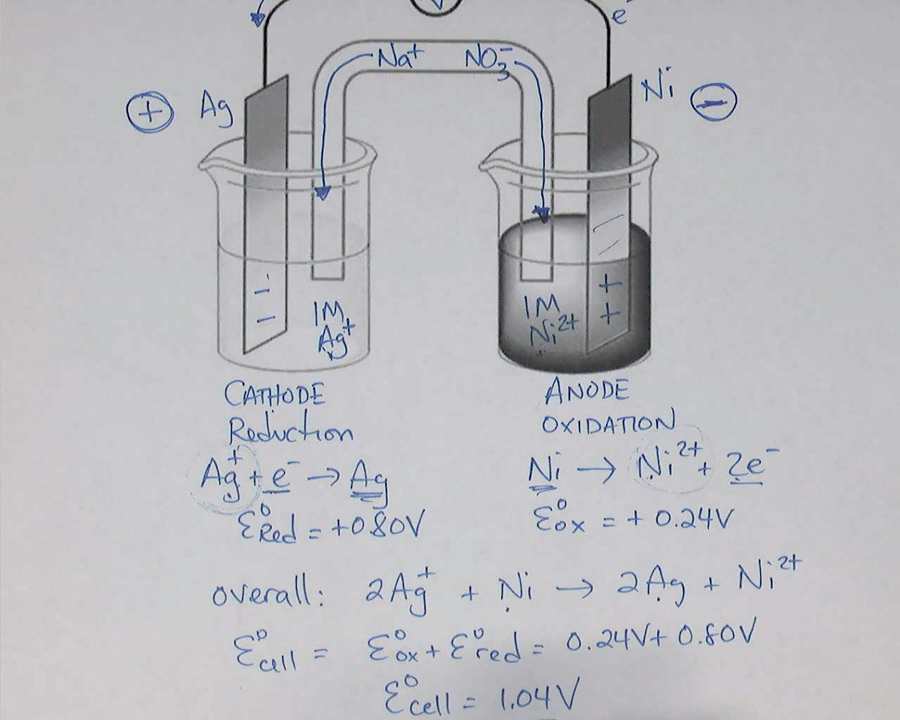 V
e⁻
Na⁺ NO₃⁻
+ Ag Ni −
− +
− +
1M 1M
Ag⁺ Ni²⁺
CATHODE ANODE
Reduction OXIDATION
Ag⁺ + e⁻ → Ag Ni → Ni²⁺ + 2e⁻
ℰ°Red = +0.80V ℰ°ox = + 0.24V
overall: 2Ag⁺ + Ni → 2Ag + Ni²⁺
ℰ°cell = ℰ°ox + ℰ°red = 0.24V + 0.80V
ℰ°cell = 1.04V